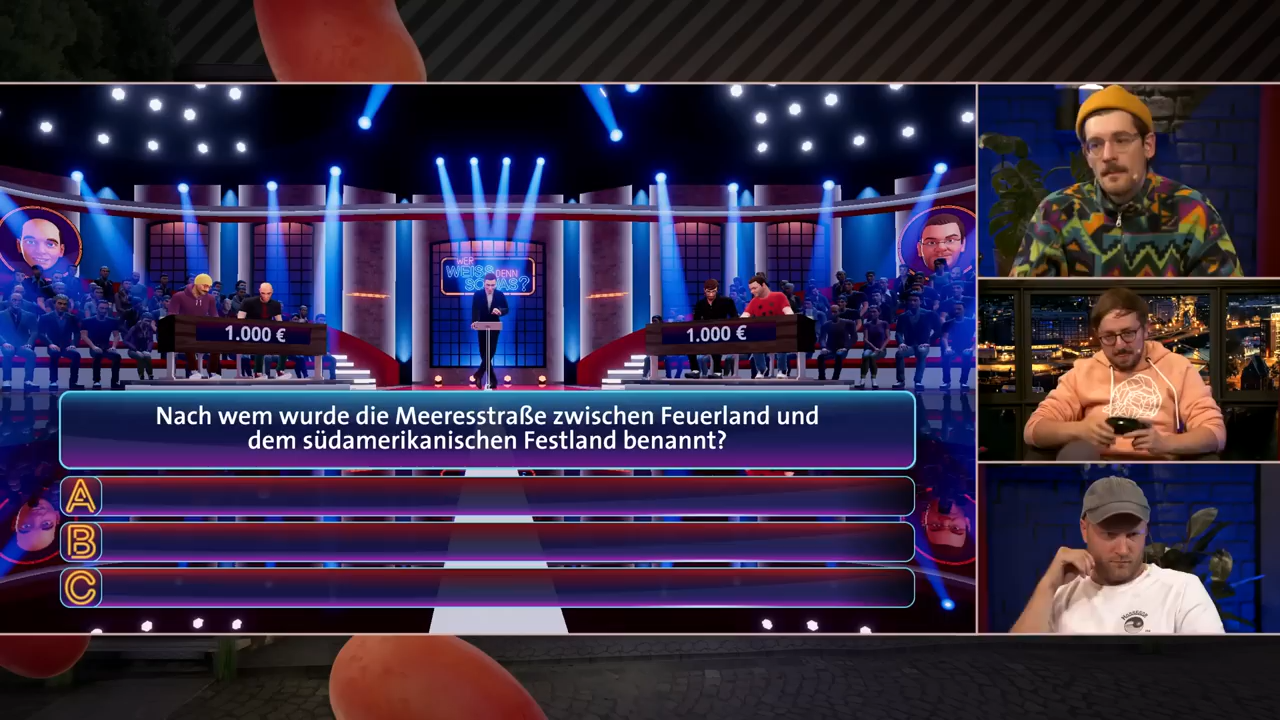 WER
WEISS DENN
SOWAS?
1.000 €
1.000 €
Nach wem wurde die Meeresstraße zwischen Feuerland und
dem südamerikanischen Festland benannt?
A
B
C